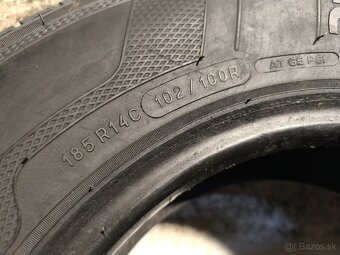 185 R14C 102/100R AT 65 PSI
© Bazos.sk